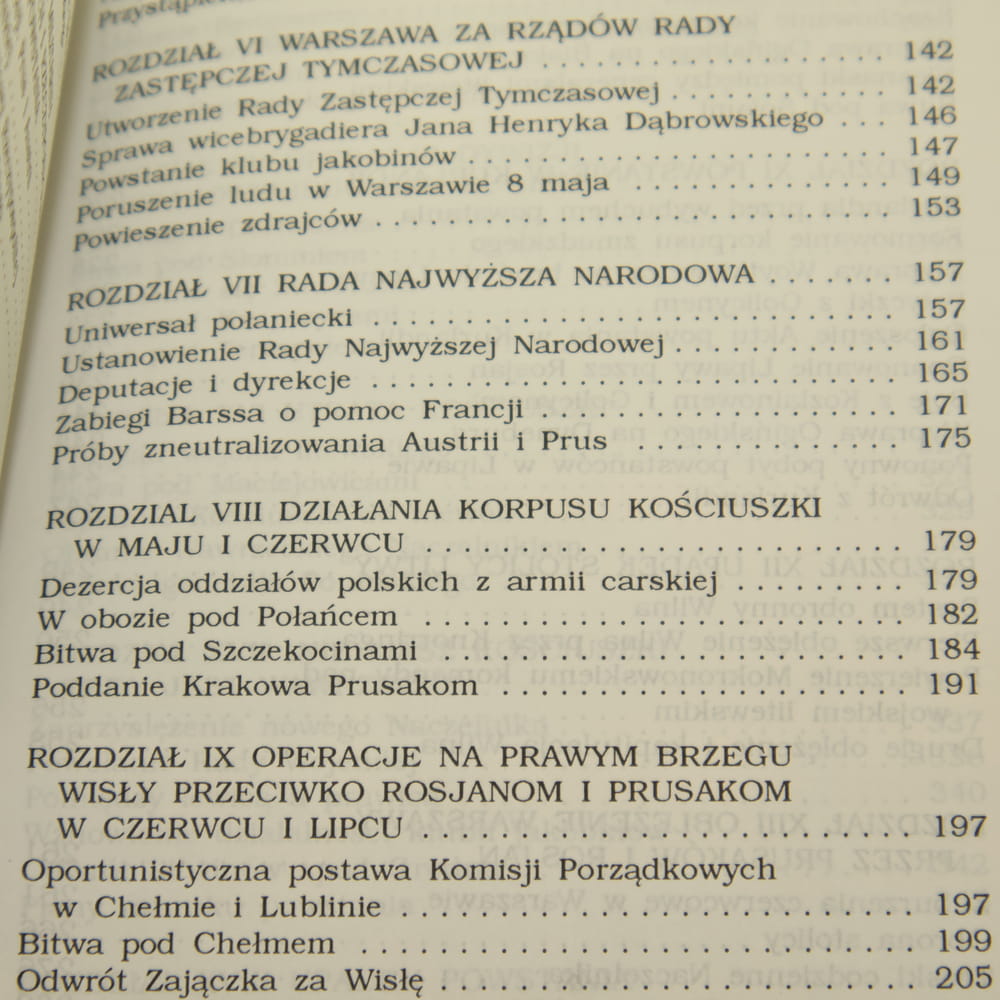 Przystąpienie
ROZDZIAŁ VI WARSZAWA ZA RZĄDÓW RADY
ZASTĘPCZEJ TYMCZASOWEJ . . . . . . . . . . . . . . . . . . 142
Utworzenie Rady Zastępczej Tymczasowej . . . . . . . . . . . . 142
Sprawa wicebrygadiera Jana Henryka Dąbrowskiego . . . 146
Powstanie klubu jakobinów . . . . . . . . . . . . . . . . . . . . . . . 147
Poruszenie ludu w Warszawie 8 maja . . . . . . . . . . . . . . 149
Powieszenie zdrajców . . . . . . . . . . . . . . . . . . . . . . . . . . . . 153
ROZDZIAŁ VII RADA NAJWYŻSZA NARODOWA . . . . . . . 157
Uniwersał połaniecki . . . . . . . . . . . . . . . . . . . . . . . . . . . . 157
Ustanowienie Rady Najwyższej Narodowej . . . . . . . . . . . . 161
Deputacje i dyrekcje . . . . . . . . . . . . . . . . . . . . . . . . . . . . 165
Zabiegi Barssa o pomoc Francji . . . . . . . . . . . . . . . . . . . 171
Próby zneutralizowania Austrii i Prus . . . . . . . . . . . . . . 175
ROZDZIAL VIII DZIAŁANIA KORPUSU KOŚCIUSZKI
W MAJU I CZERWCU . . . . . . . . . . . . . . . . . . . . . . . . . 179
Dezercja oddziałów polskich z armii carskiej . . . . . . . . . 179
W obozie pod Połańcem . . . . . . . . . . . . . . . . . . . . . . . . . . 182
Bitwa pod Szczekocinami . . . . . . . . . . . . . . . . . . . . . . . . . 184
Poddanie Krakowa Prusakom . . . . . . . . . . . . . . . . . . . . . 191
ROZDZIAŁ IX OPERACJE NA PRAWYM BRZEGU
WISŁY PRZECIWKO ROSJANOM I PRUSAKOM
W CZERWCU I LIPCU . . . . . . . . . . . . . . . . . . . . . . . . . 197
Oportunistyczna postawa Komisji Porządkowych
w Chełmie i Lublinie . . . . . . . . . . . . . . . . . . . . . . . . . . 197
Bitwa pod Chełmem . . . . . . . . . . . . . . . . . . . . . . . . . . . . . 199
Odwrót Zajączka za Wisłę . . . . . . . . . . . . . . . . . . . . . . . . 205